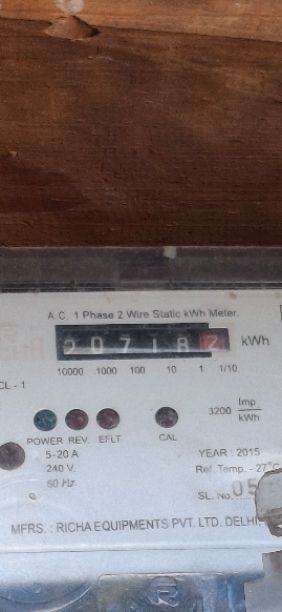 A.C. 1 Phase 2 Wire Static kWh Meter.
207182 kWh
10000 1000 100 10 1 1/10
CL - 1
3200 Imp
kWh
POWER REV. EFLT CAL
5-20 A
240 V.
50 Hz
YEAR : 2015
Ref. Temp. - 27°C
SL. No. 05
MFRS. : RICHA EQUIPMENTS PVT. LTD. DELHI
R